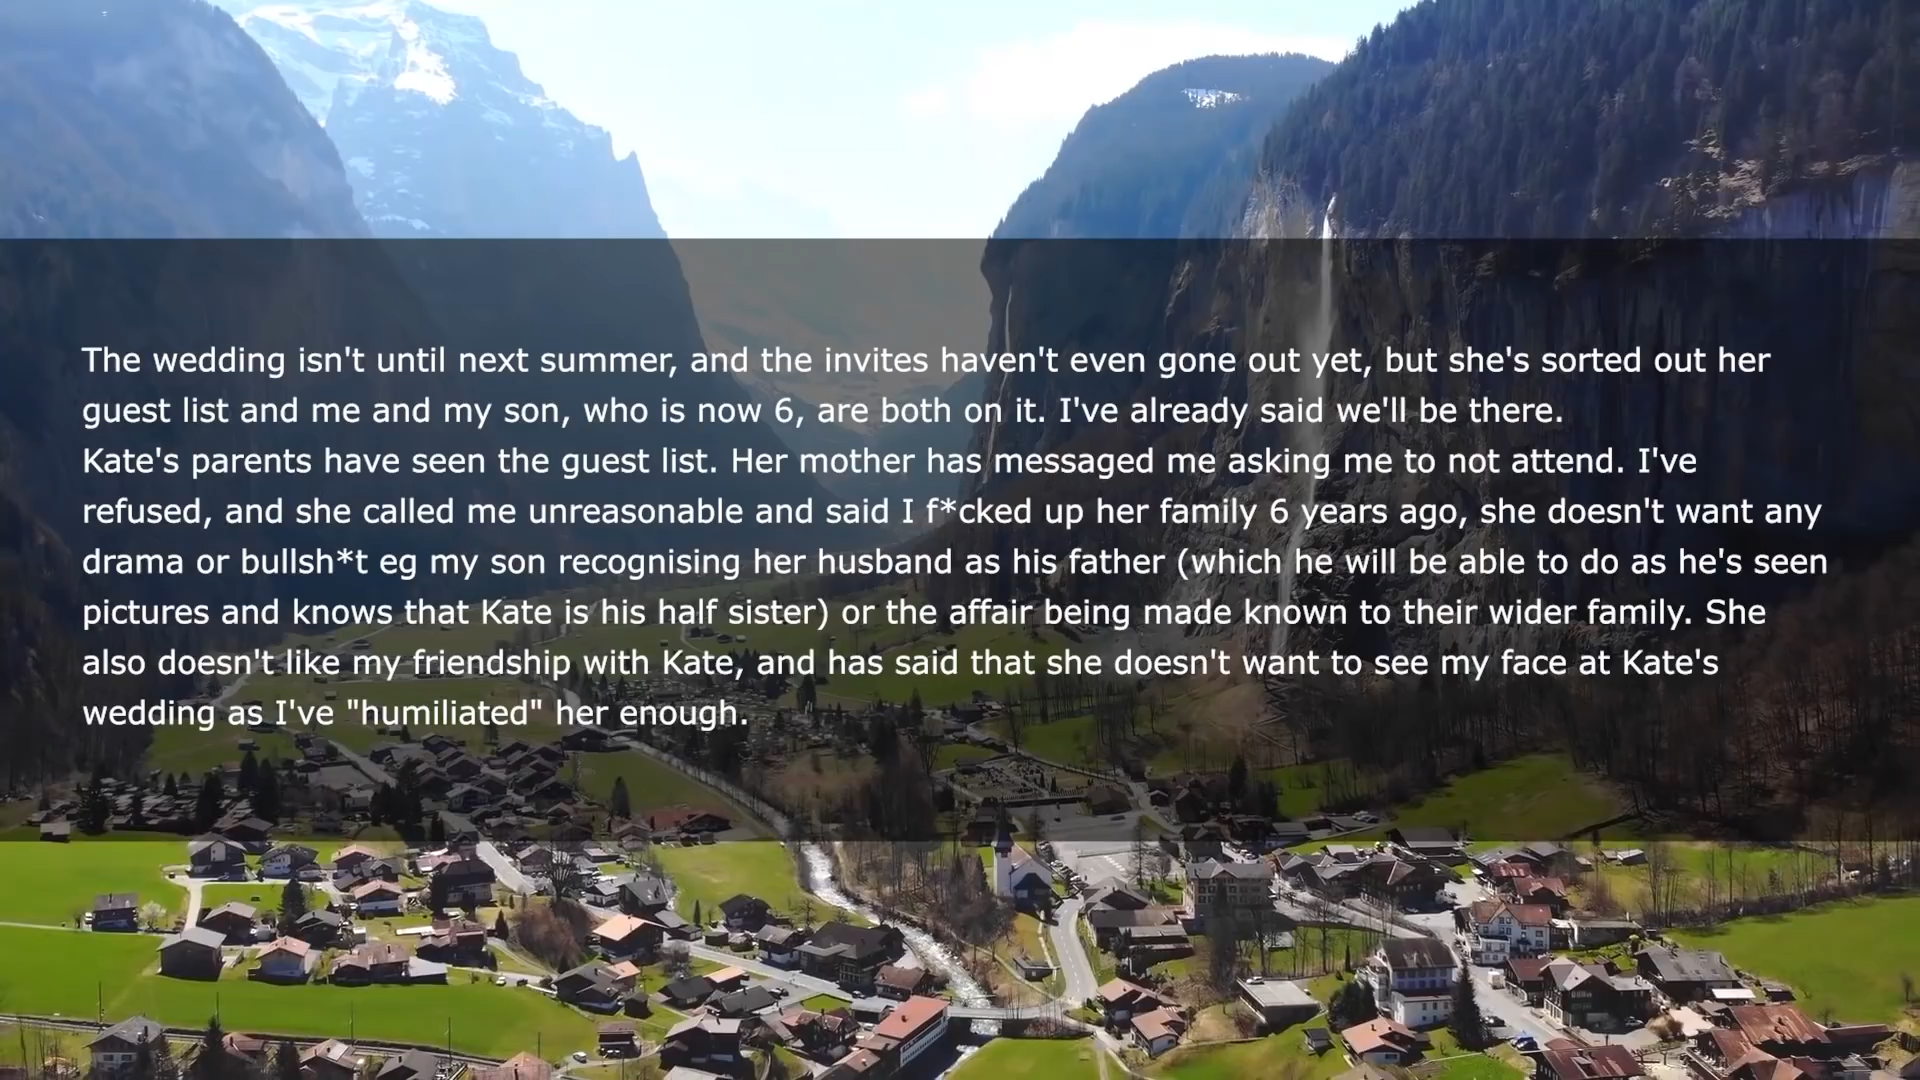 The wedding isn't until next summer, and the invites haven't even gone out yet, but she's sorted out her
guest list and me and my son, who is now 6, are both on it. I've already said we'll be there.
Kate's parents have seen the guest list. Her mother has messaged me asking me to not attend. I've
refused, and she called me unreasonable and said I f*cked up her family 6 years ago, she doesn't want any
drama or bullsh*t eg my son recognising her husband as his father (which he will be able to do as he's seen
pictures and knows that Kate is his half sister) or the affair being made known to their wider family. She
also doesn't like my friendship with Kate, and has said that she doesn't want to see my face at Kate's
wedding as I've "humiliated" her enough.